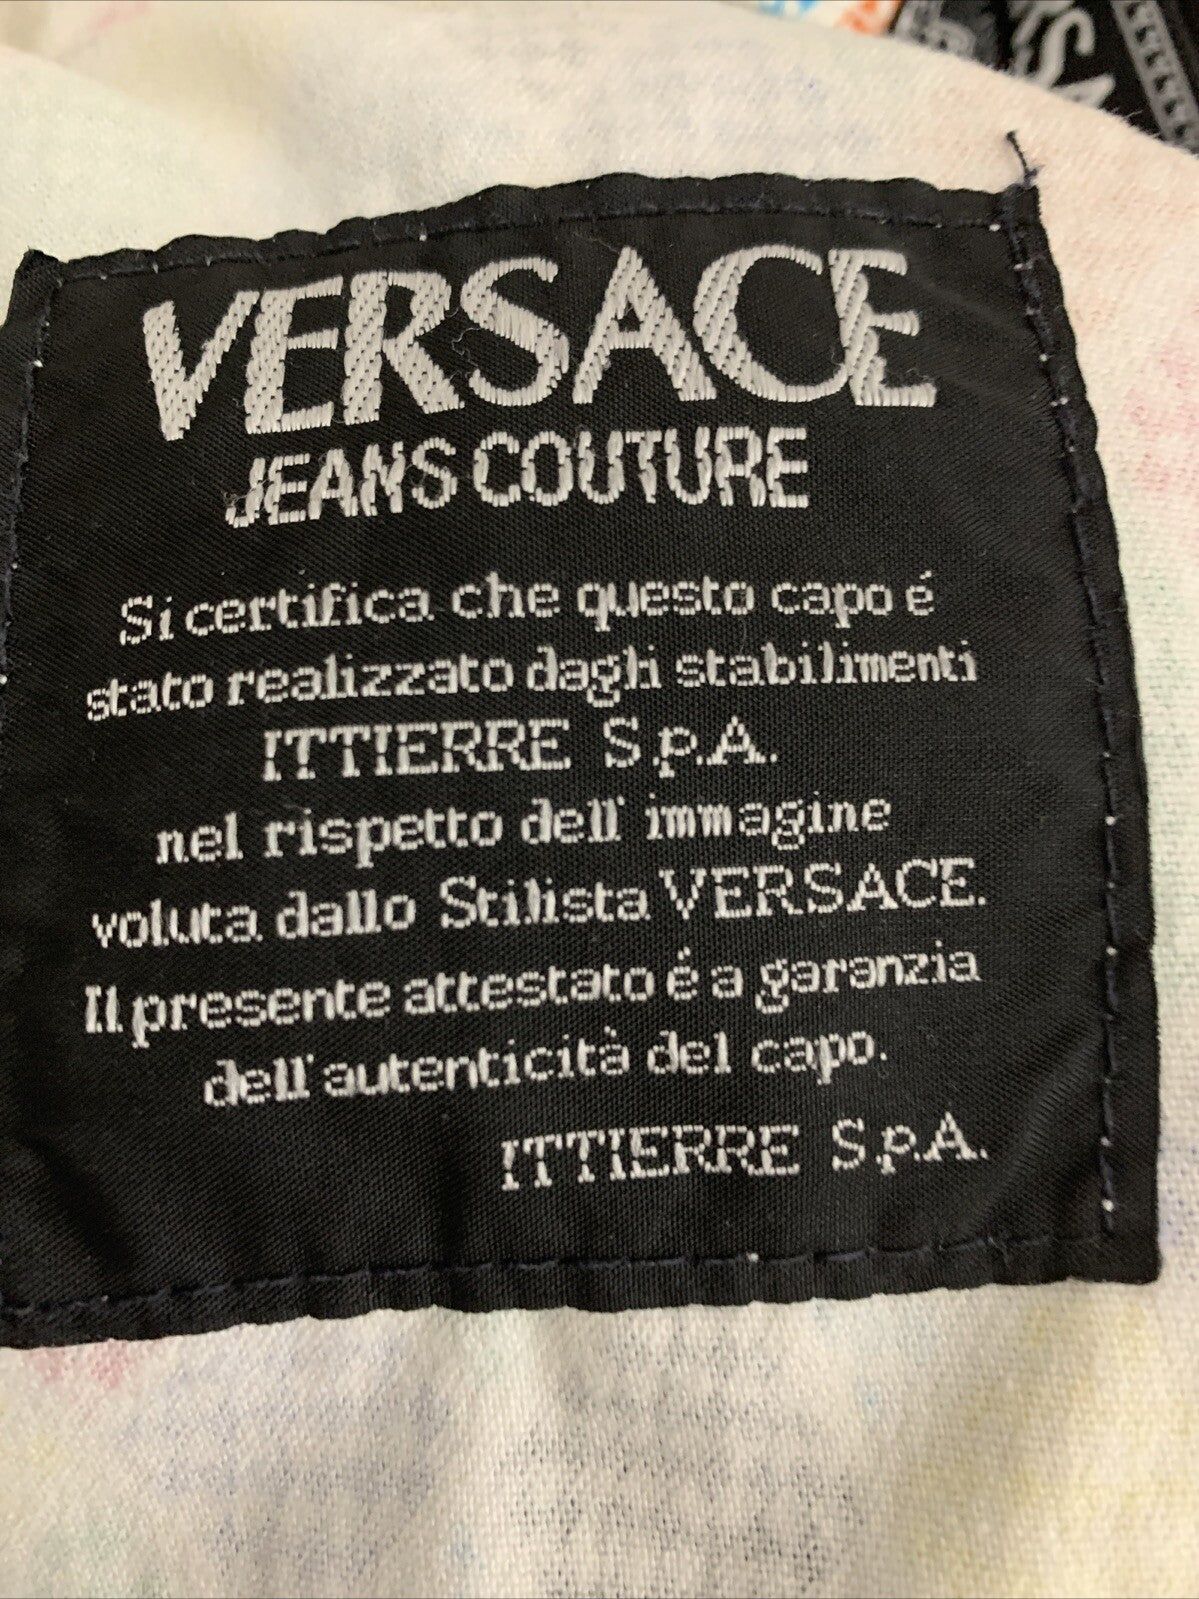 VERSACE
JEANS COUTURE
Si certifica che questo capo é
stato realizzato dagli stabilimenti
ITTIERRE S.p.A.
nel rispetto dell' immagine
voluta dallo Stilista VERSACE.
Il presente attestato é a garanzia
dell'autenticità del capo.
ITTIERRE S.p.A.